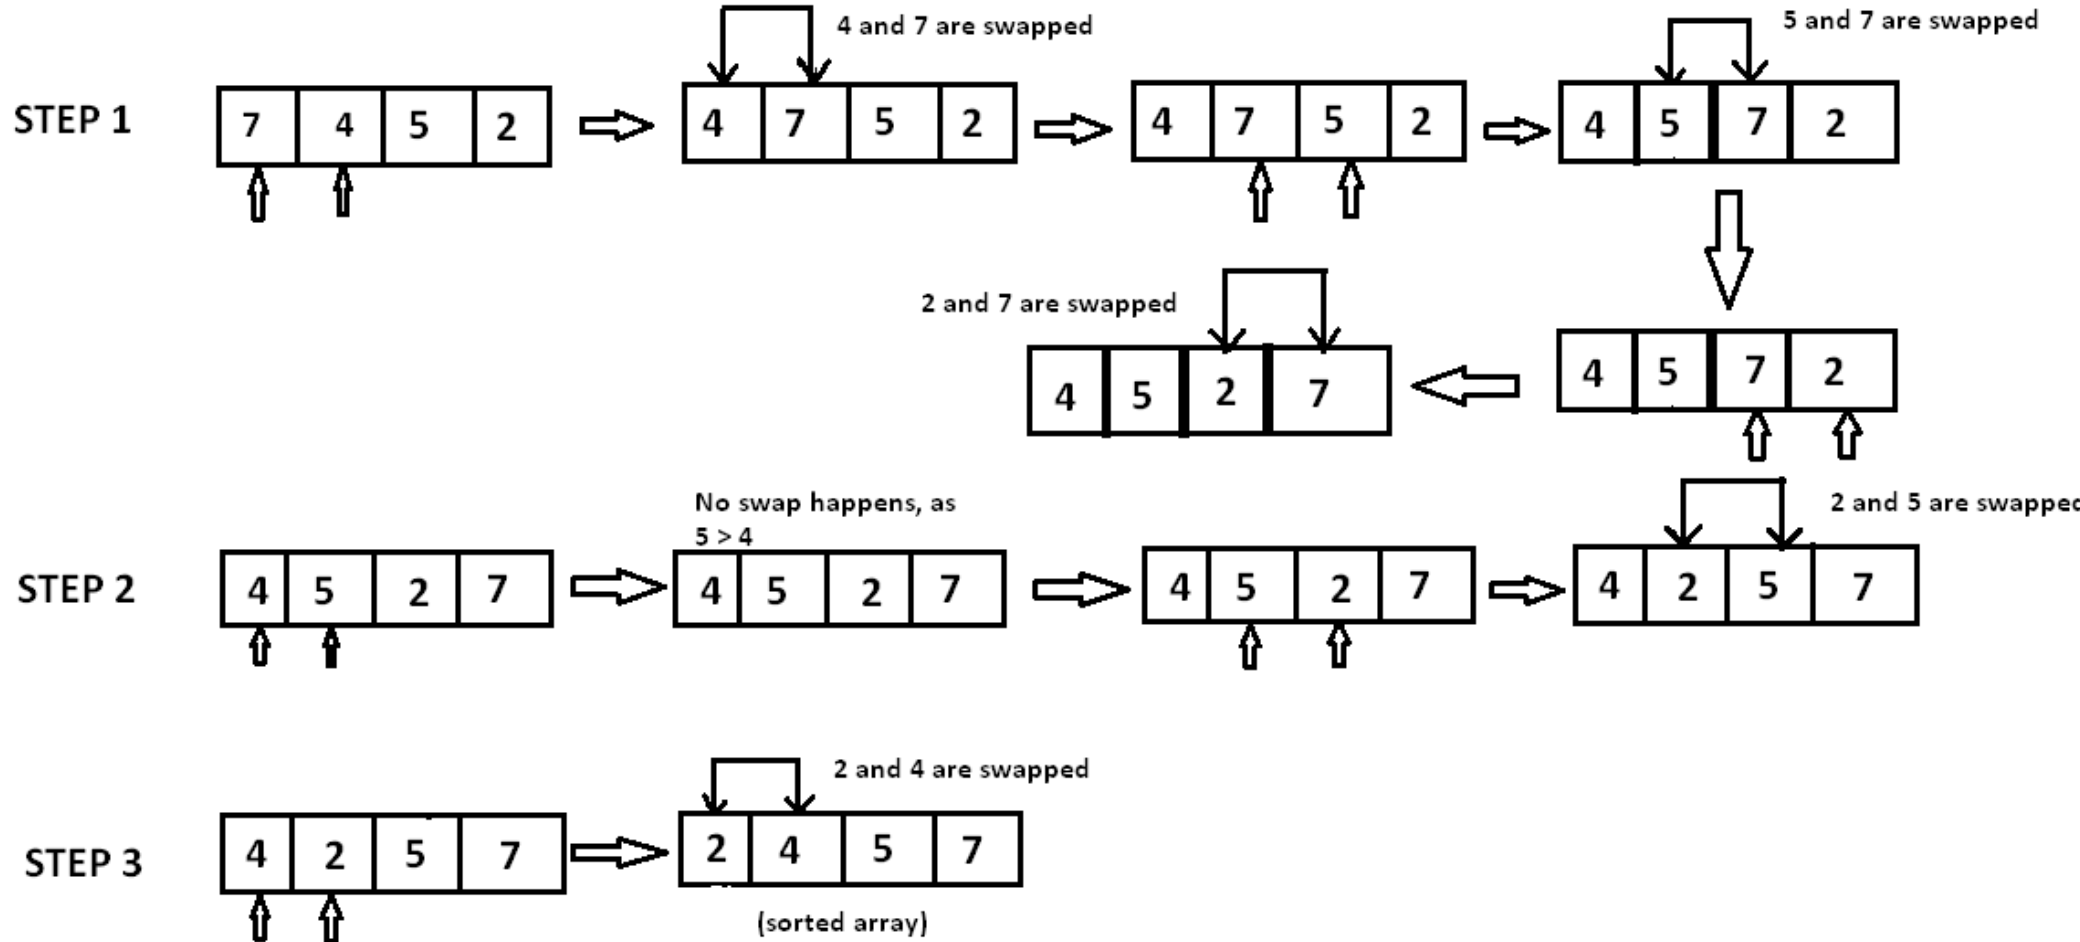 4 and 7 are swapped
5 and 7 are swapped
STEP 1
7 4 5 2
4 7 5 2
4 7 5 2
4 5 7 2
2 and 7 are swapped
4 5 2 7
4 5 7 2
No swap happens, as
5 > 4
2 and 5 are swapped
STEP 2
4 5 2 7
4 5 2 7
4 5 2 7
4 2 5 7
2 and 4 are swapped
STEP 3
4 2 5 7
2 4 5 7
(sorted array)